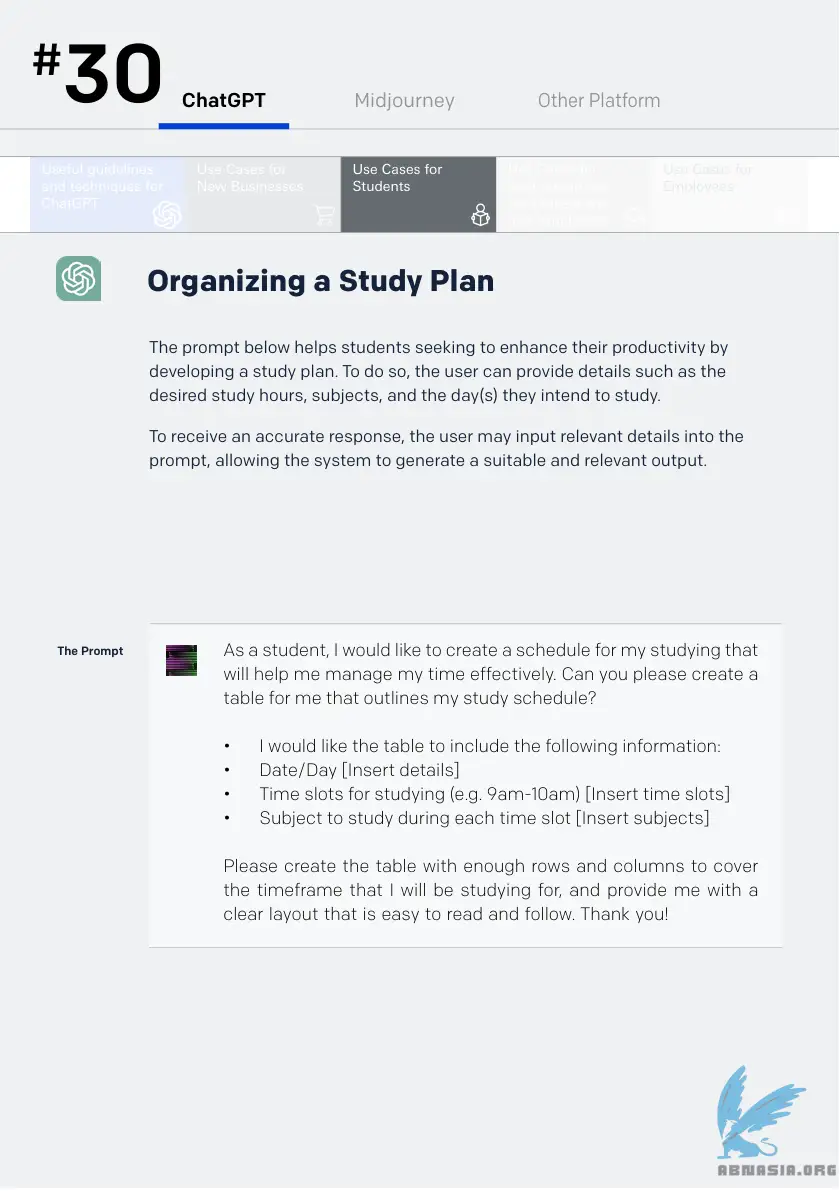 #30
ChatGPT
Midjourney
Other Platform
Useful guidelines
and techniques for
ChatGPT
Use Cases for
New Businesses
Use Cases for
Students
Use Cases for
Employees
Organizing a Study Plan
The prompt below helps students seeking to enhance their productivity by
developing a study plan. To do so, the user can provide details such as the
desired study hours, subjects, and the day(s) they intend to study.
To receive an accurate response, the user may input relevant details into the
prompt, allowing the system to generate a suitable and relevant output.
The Prompt
As a student, I would like to create a schedule for my studying that
will help me manage my time effectively. Can you please create a
table for me that outlines my study schedule?
• I would like the table to include the following information:
• Date/Day [Insert details]
• Time slots for studying (e.g. 9am-10am) [Insert time slots]
• Subject to study during each time slot [Insert subjects]
Please create the table with enough rows and columns to cover
the timeframe that I will be studying for, and provide me with a
clear layout that is easy to read and follow. Thank you!
ABNASIA.ORG